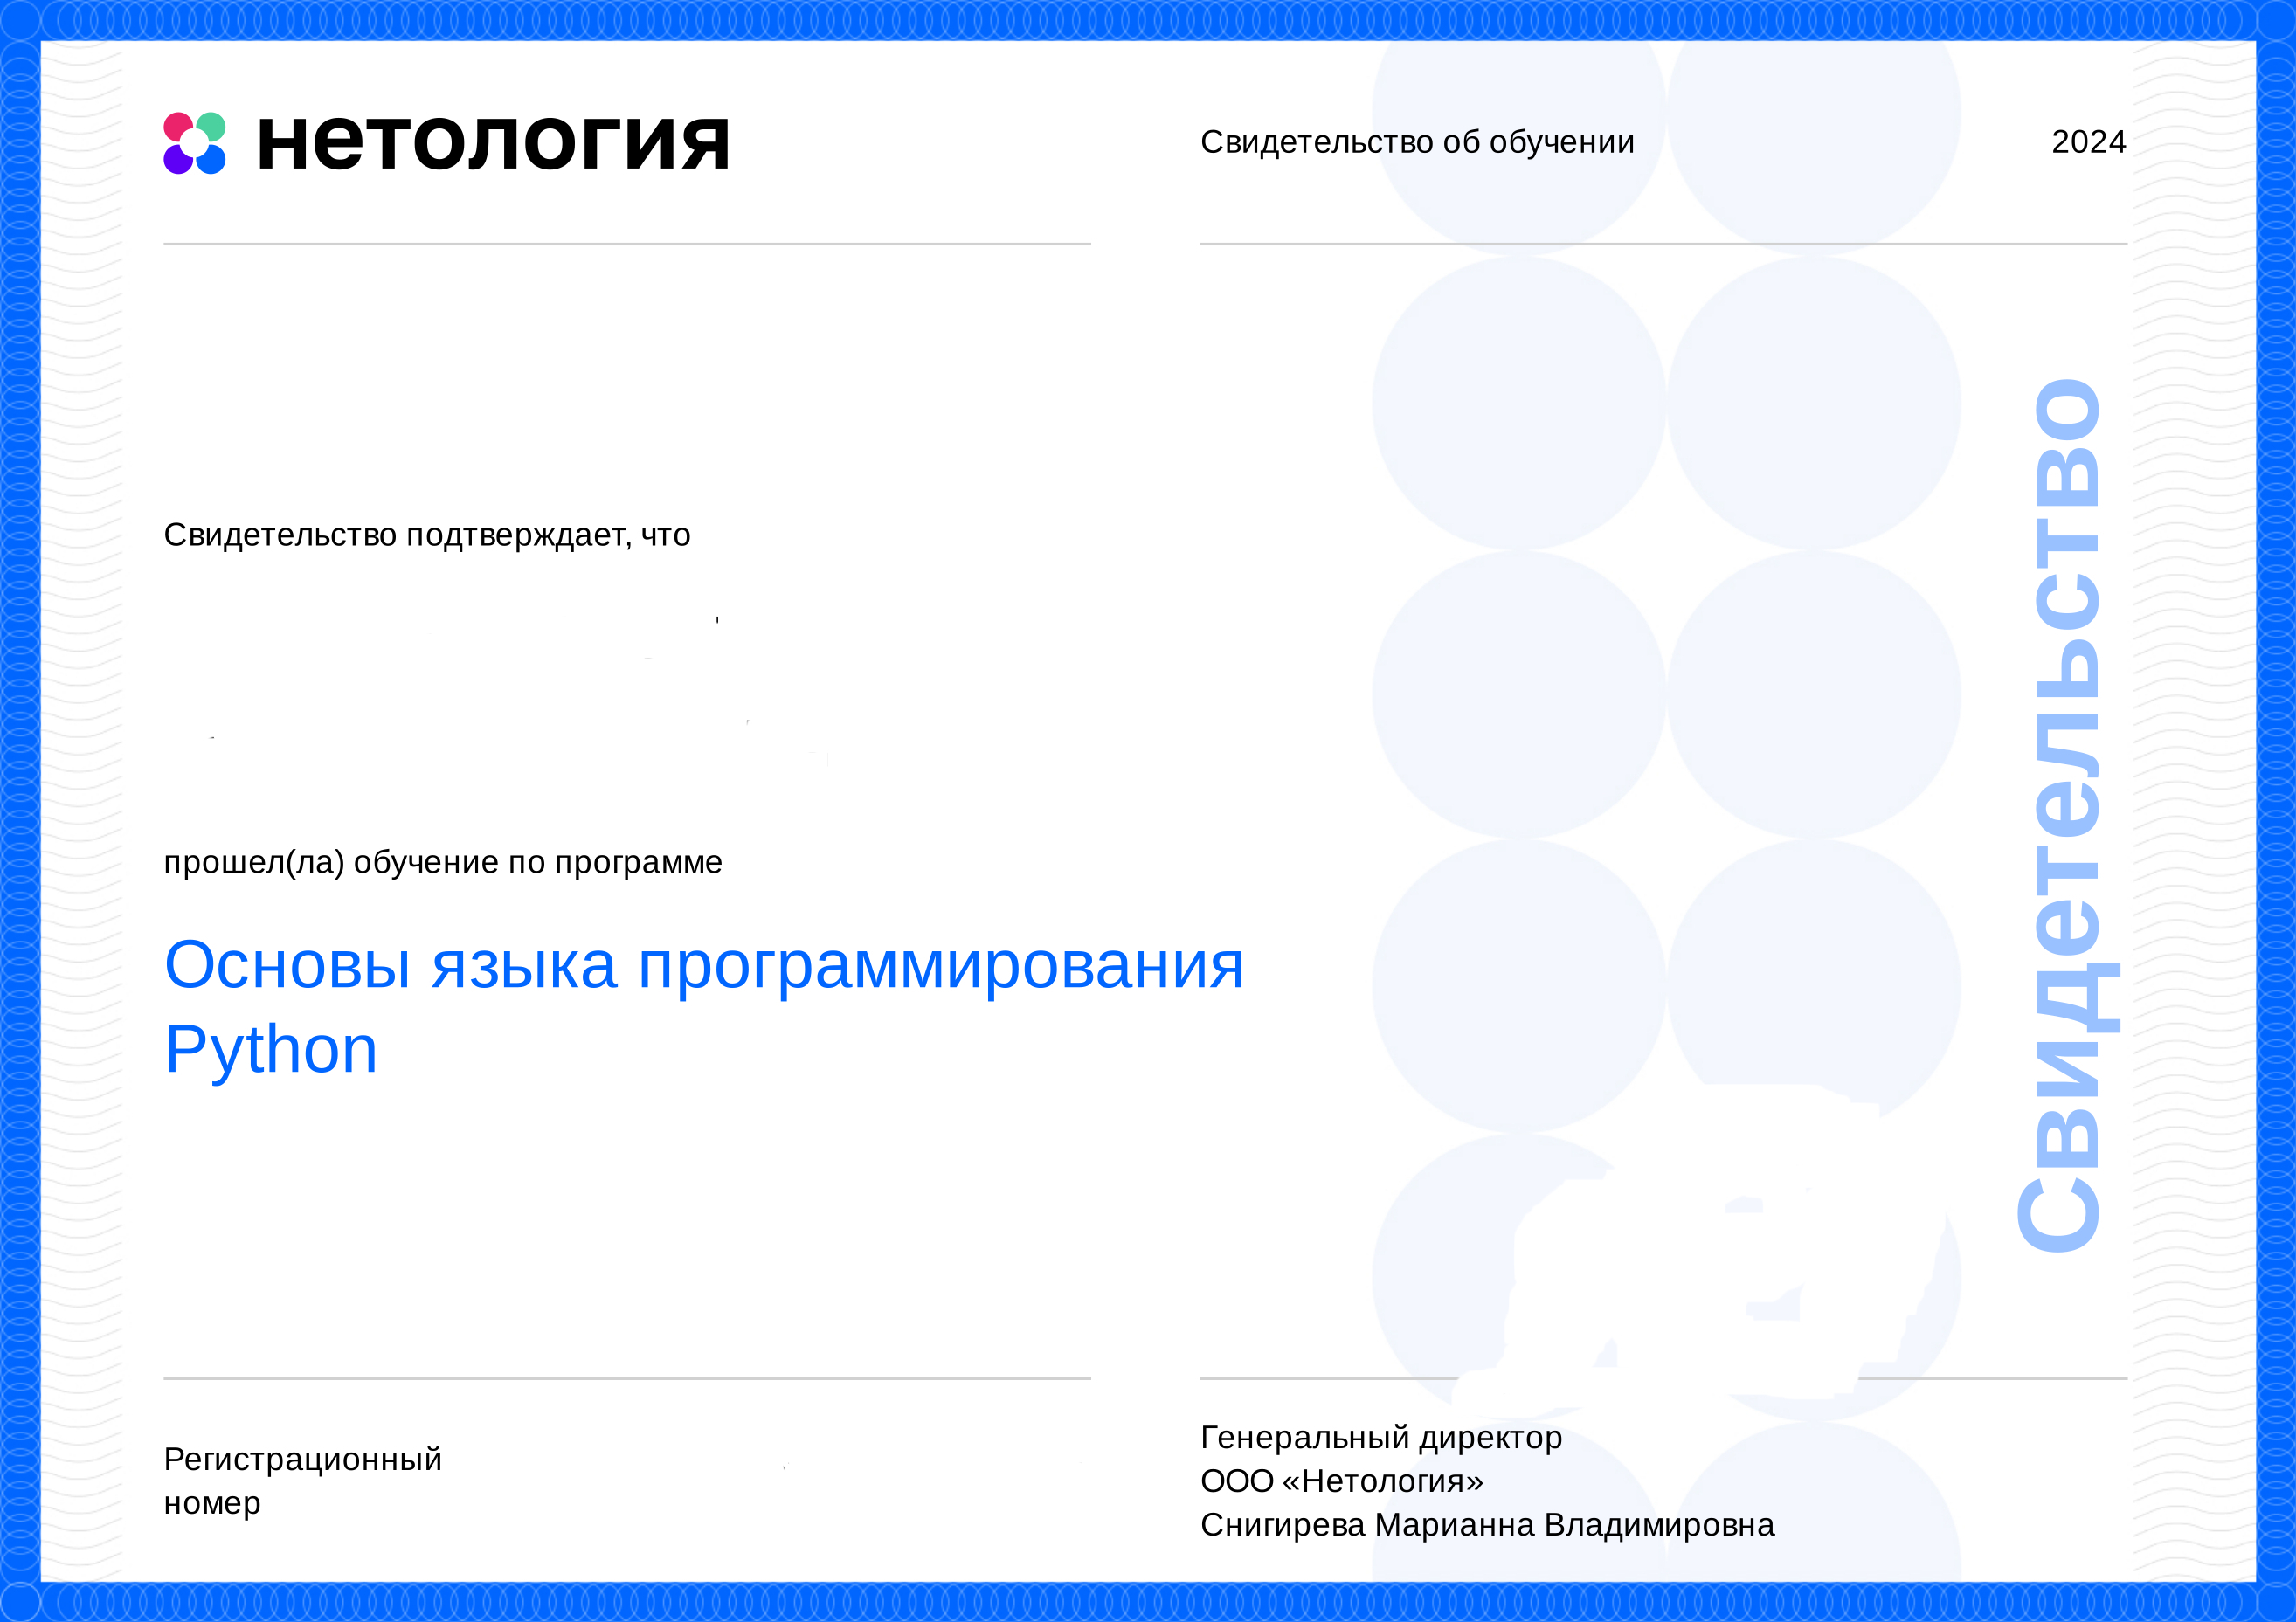 нетология
Свидетельство об обучении
2024
Свидетельство подтверждает, что
прошел(ла) обучение по программе
Основы языка программирования
Python
Свидетельство
Регистрационный
номер
Генеральный директор
ООО «Нетология»
Снигирева Марианна Владимировна